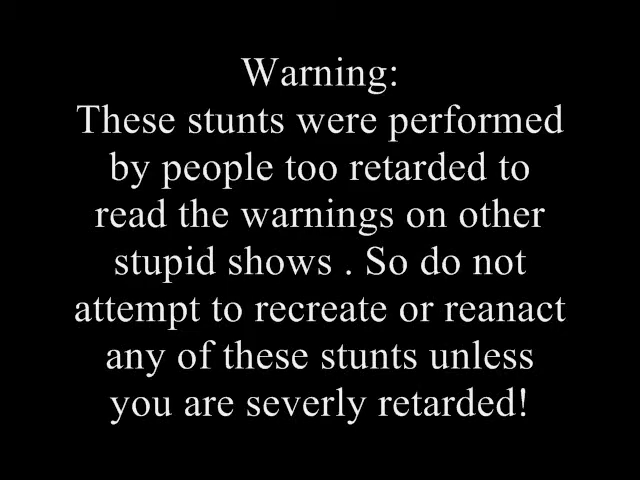 Warning:
These stunts were performed
by people too retarded to
read the warnings on other
stupid shows . So do not
attempt to recreate or reanact
any of these stunts unless
you are severly retarded!